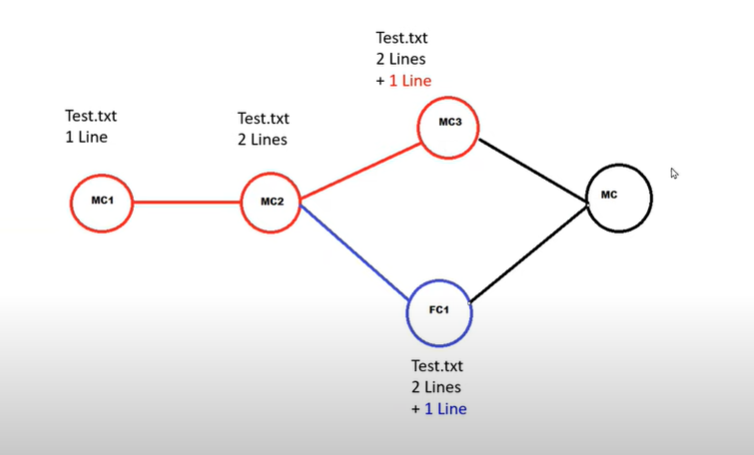 Test.txt
2 Lines
+ 1 Line
Test.txt
1 Line
Test.txt
2 Lines
MC1
MC2
MC3
MC
FC1
Test.txt
2 Lines
+ 1 Line